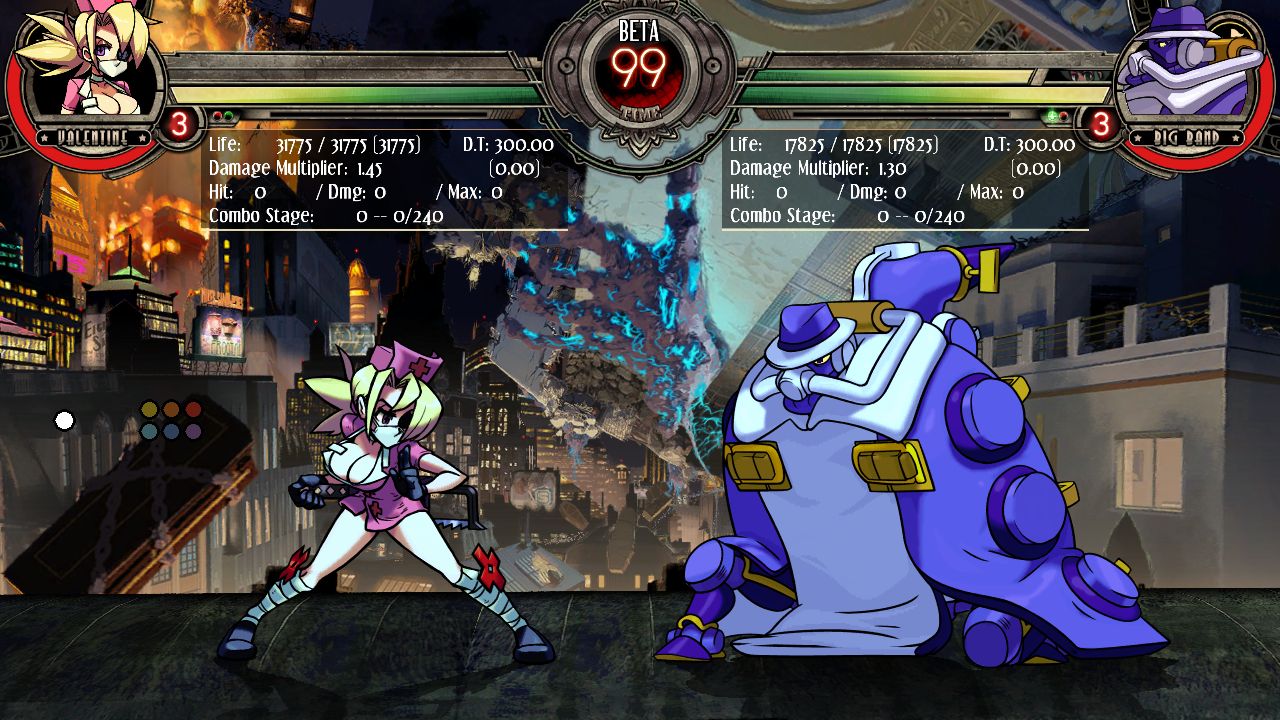 BETA
99
TIME
3
3
VALENTINE
BIG BAND
Life: 31775 / 31775 (31775) D.T: 300.00
Damage Multiplier: 1.45 (0.00)
Hit: 0 / Dmg: 0 / Max: 0
Combo Stage: 0 -- 0/240
Life: 17825 / 17825 (17825) D.T: 300.00
Damage Multiplier: 1.30 (0.00)
Hit: 0 / Dmg: 0 / Max: 0
Combo Stage: 0 -- 0/240